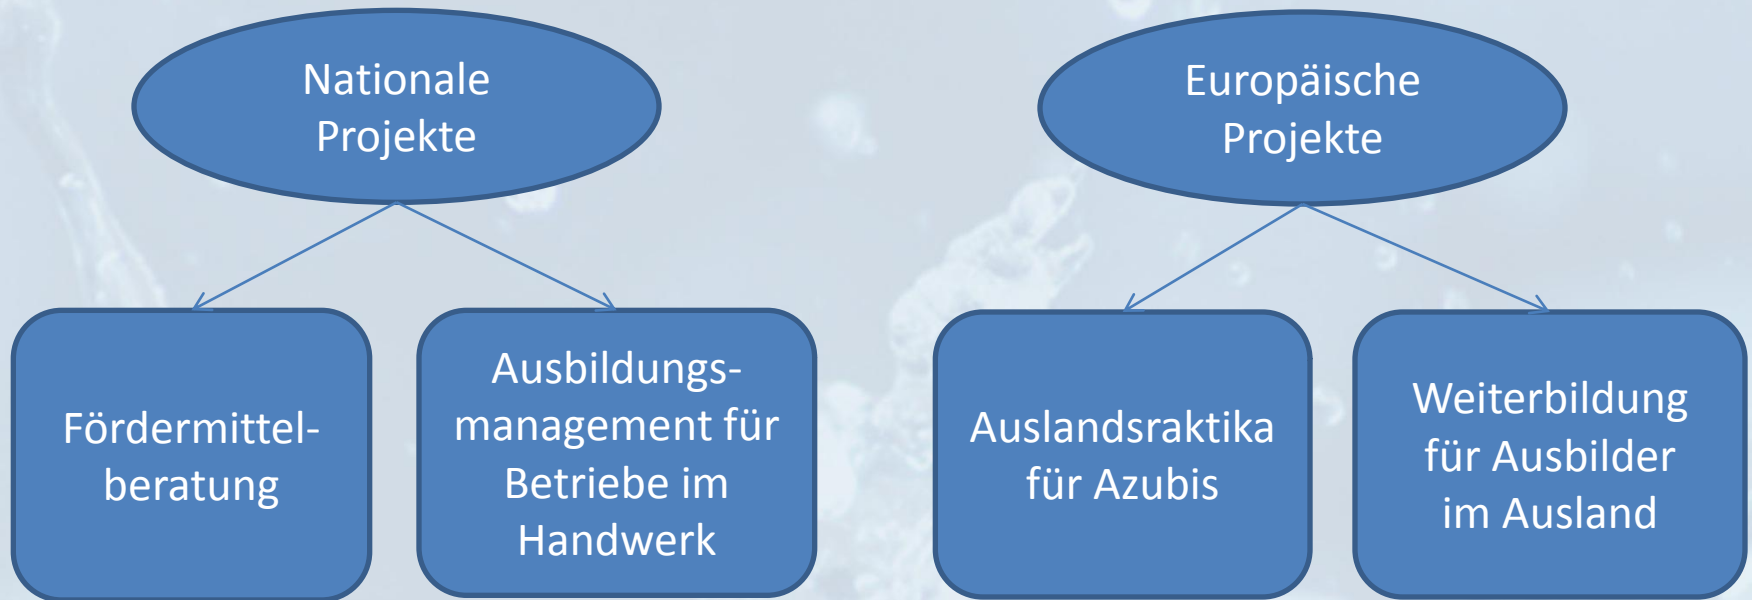 Nationale
Projekte
Europäische
Projekte
Fördermittel-
beratung
Ausbildungs-
management für
Betriebe im
Handwerk
Auslandsraktika
für Azubis
Weiterbildung
für Ausbilder
im Ausland